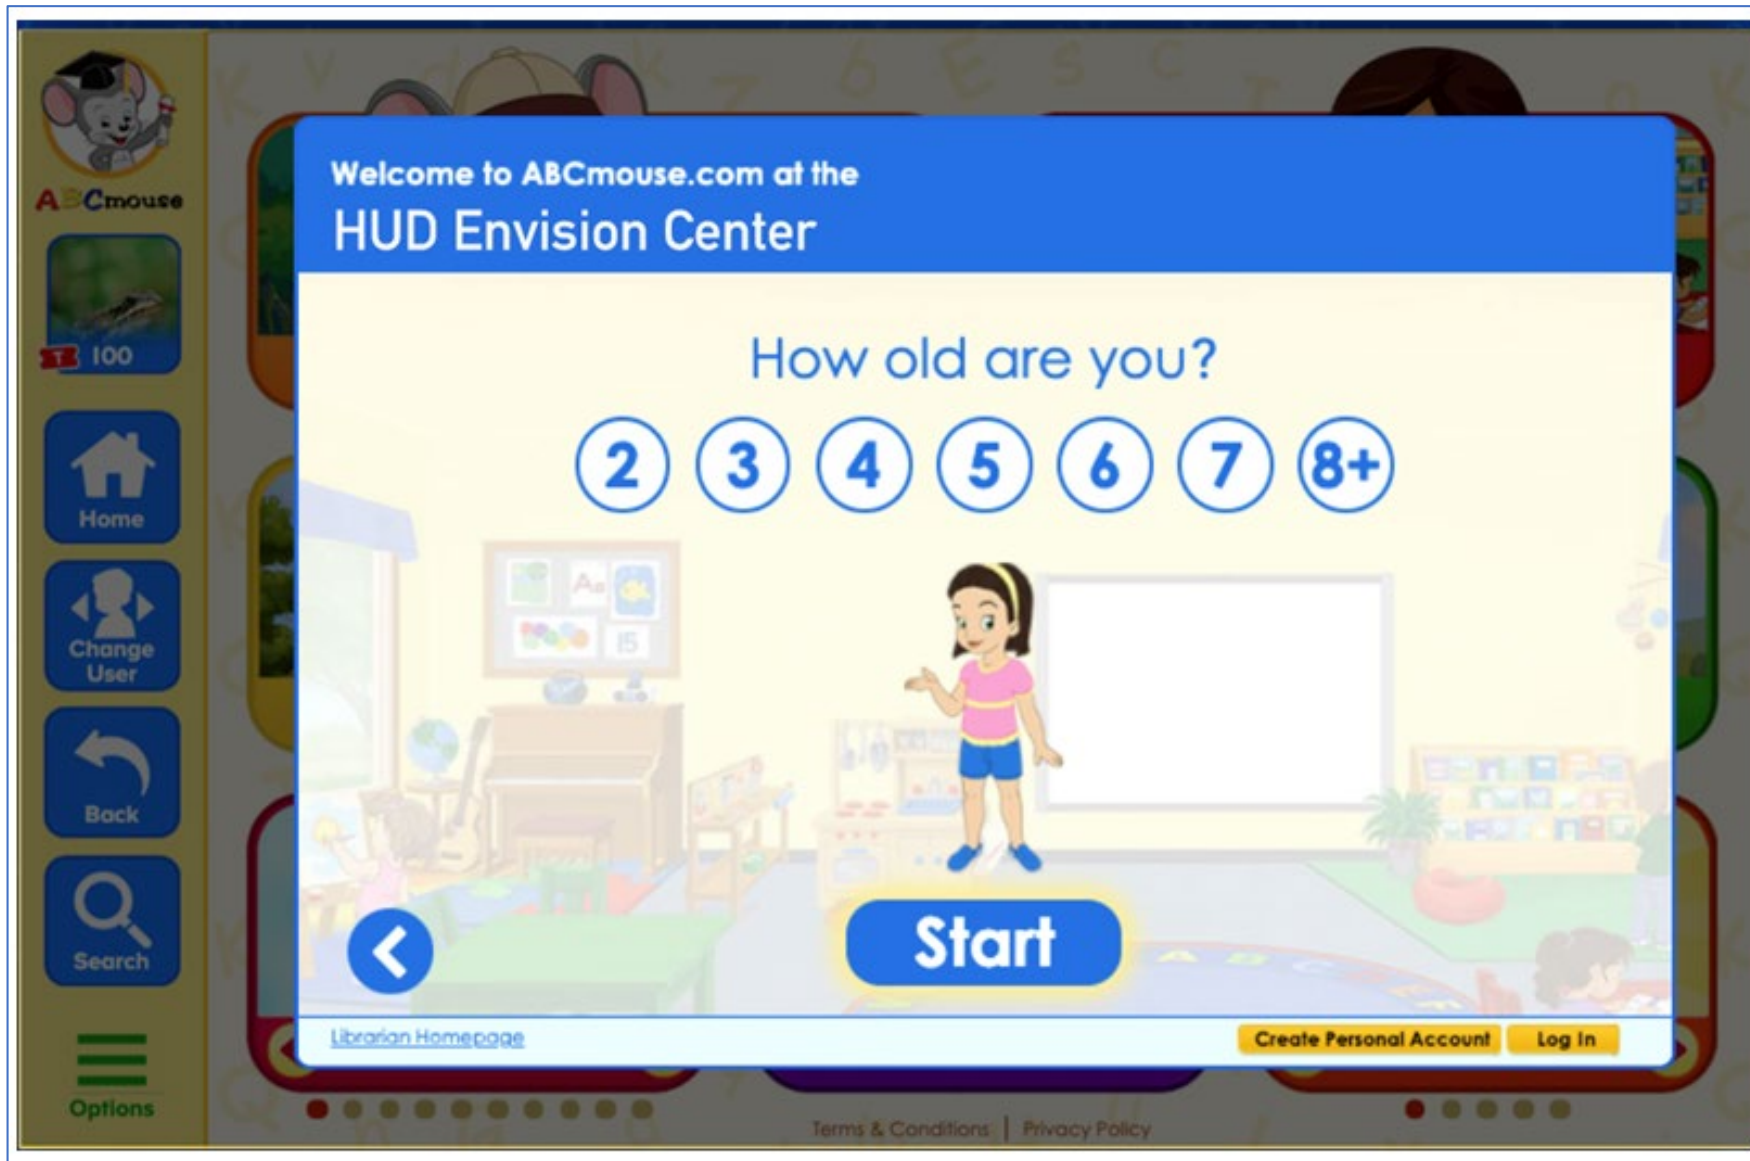 ABCmouse
T 100
Home
Change
User
Back
Search
Options
Welcome to ABCmouse.com at the
HUD Envision Center
How old are you?
2 3 4 5 6 7 8+
15
Start
A B C
Librarian Homepage
Create Personal Account
Log In
Terms & Conditions | Privacy Policy